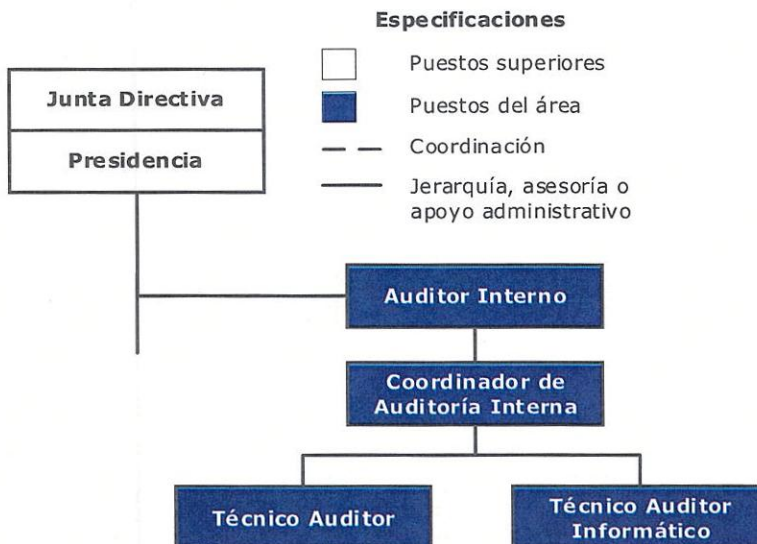 Especificaciones
Puestos superiores
Puestos del área
Coordinación
Jerarquía, asesoría o
apoyo administrativo
Junta Directiva
Presidencia
Auditor Interno
Coordinador de
Auditoría Interna
Técnico Auditor
Técnico Auditor
Informático